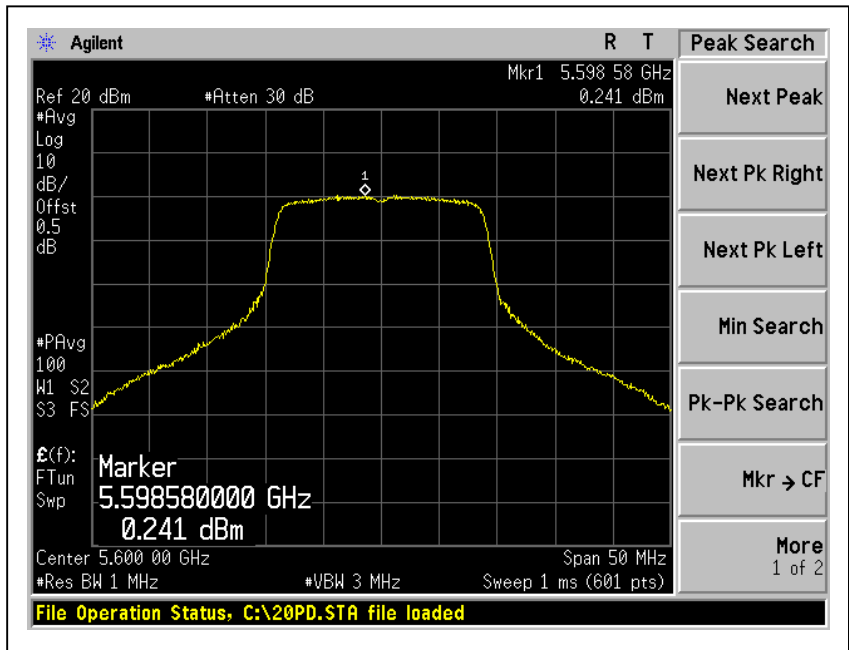 Agilent R T Peak Search
Mkr1 5.598 58 GHz
Ref 20 dBm #Atten 30 dB 0.241 dBm
#Avg
Log
10
dB/
Offst
0.5
dB
1
#PAvg
100
W1 S2
S3 FS
£(f):
FTun
Swp
Marker
5.598580000 GHz
0.241 dBm
Center 5.600 00 GHz Span 50 MHz
#Res BW 1 MHz #VBW 3 MHz Sweep 1 ms (601 pts)
File Operation Status, C:\20PD.STA file loaded
Next Peak
Next Pk Right
Next Pk Left
Min Search
Pk-Pk Search
Mkr → CF
More
1 of 2